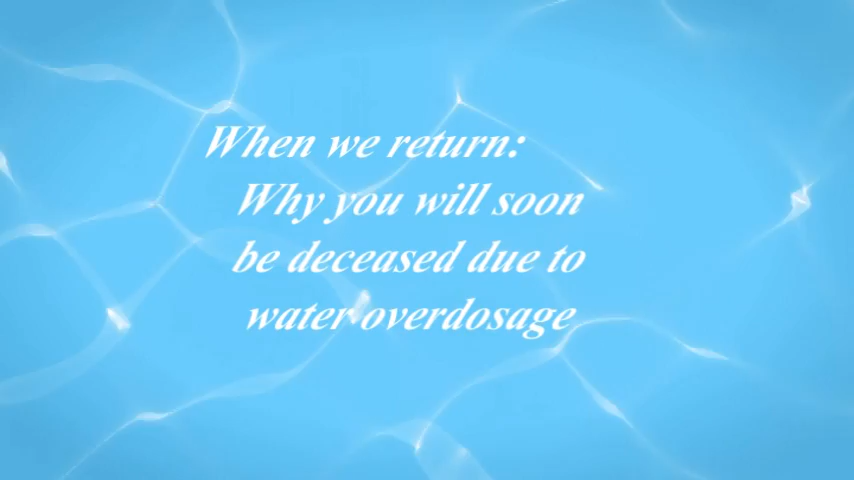 When we return:
Why you will soon
be deceased due to
water overdosage